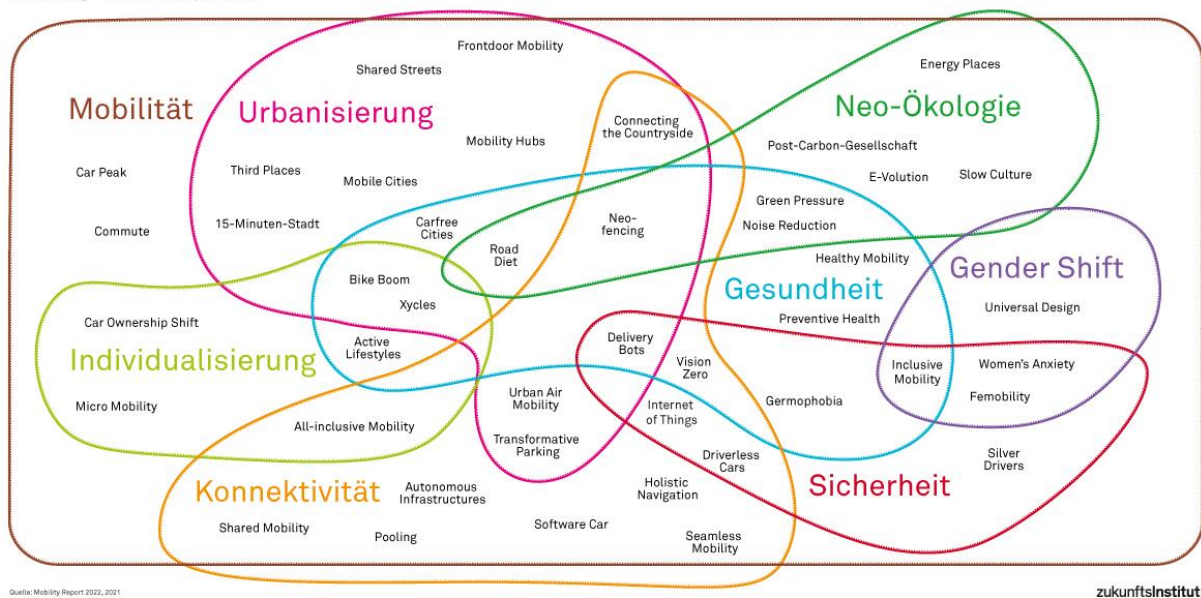 Frontdoor Mobility
Shared Streets
Energy Places
Mobilität
Urbanisierung
Neo-Ökologie
Connecting
the Countryside
Mobility Hubs
Post-Carbon-Gesellschaft
Car Peak
Third Places
Mobile Cities
E-Volution
Slow Culture
Green Pressure
Commute
15-Minuten-Stadt
Carfree
Cities
Neo-
fencing
Noise Reduction
Road
Diet
Healthy Mobility
Gender Shift
Bike Boom
Gesundheit
Xycles
Universal Design
Car Ownership Shift
Preventive Health
Individualisierung
Active
Lifestyles
Delivery
Bots
Vision
Zero
Inclusive
Mobility
Women's Anxiety
Femobility
Micro Mobility
Urban Air
Mobility
Internet
of Things
Germophobia
All-inclusive Mobility
Transformative
Parking
Driverless
Cars
Silver
Drivers
Konnektivität
Autonomous
Infrastructures
Holistic
Navigation
Sicherheit
Shared Mobility
Pooling
Software Car
Seamless
Mobility
Quelle: Mobility Report 2022, 2021
zukunftsInstitut